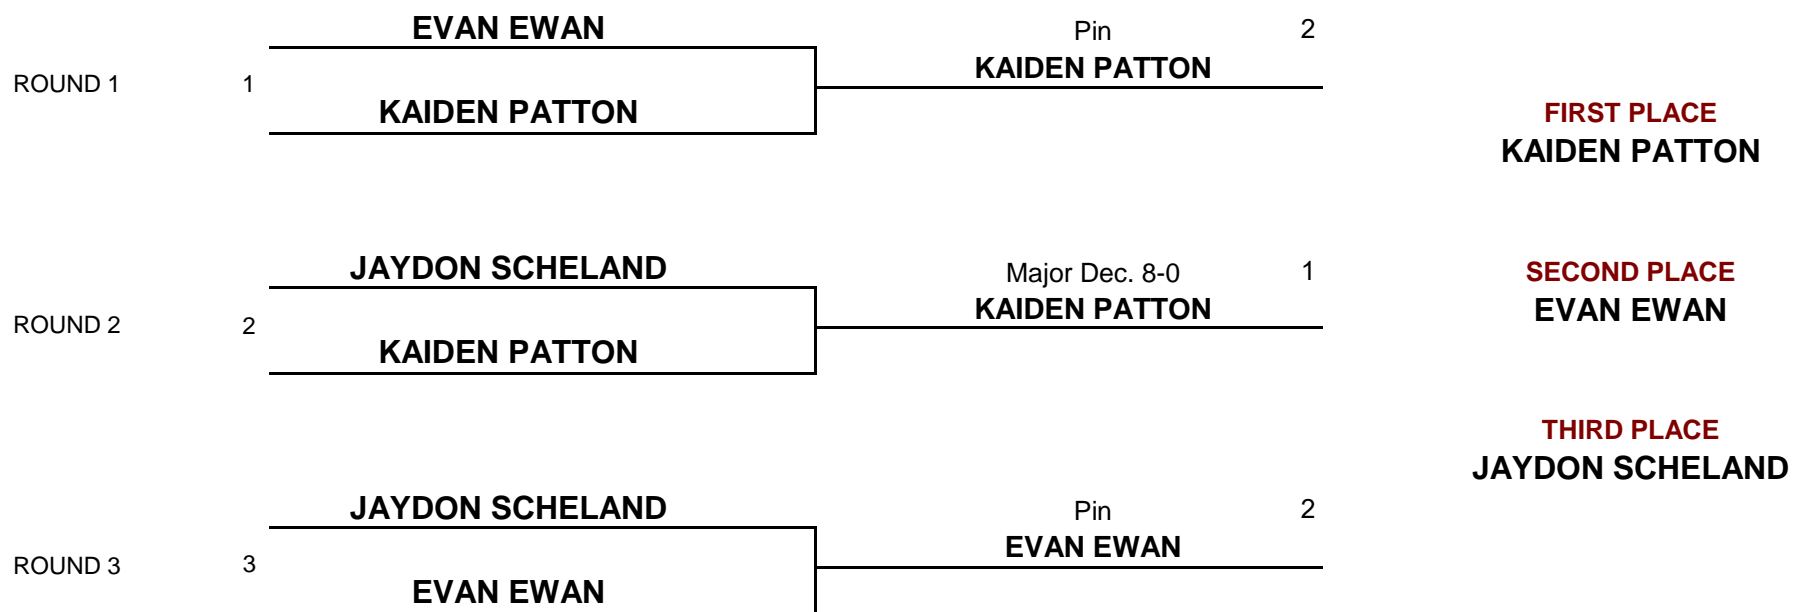 EVAN EWAN
Pin 2
ROUND 1 1
KAIDEN PATTON
KAIDEN PATTON
FIRST PLACE
KAIDEN PATTON
JAYDON SCHELAND
Major Dec. 8-0 1
SECOND PLACE
ROUND 2 2
KAIDEN PATTON
EVAN EWAN
KAIDEN PATTON
THIRD PLACE
JAYDON SCHELAND
JAYDON SCHELAND
Pin 2
ROUND 3 3
EVAN EWAN
EVAN EWAN